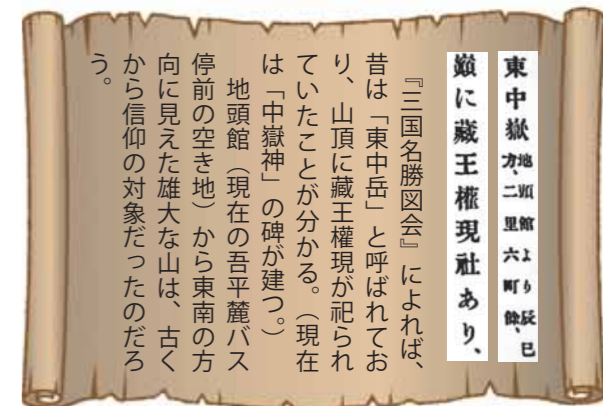 東中嶽 地頭館より辰巳
方、二里六町餘、
巓に藏王權現社あり、
『三国名勝図会』によれば、
昔は「東中岳」と呼ばれてお
り、山頂に藏王權現が祀られ
ていたことが分かる。（現在
は「中嶽神」の碑が建つ。）
地頭館（現在の吾平麓バス
停前の空き地）から東南の方
向に見えた雄大な山は、古く
から信仰の対象だったのだろ
う。